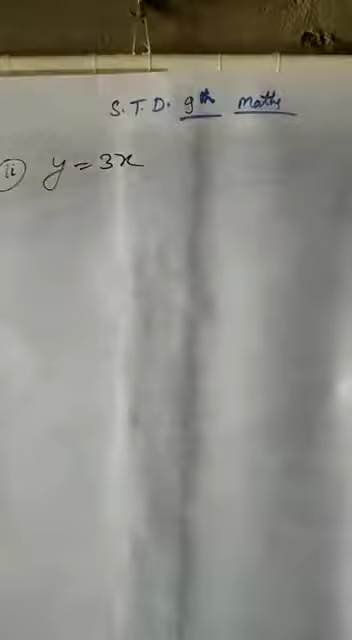 S.T.D. 9th Maths
(ii) y = 3x